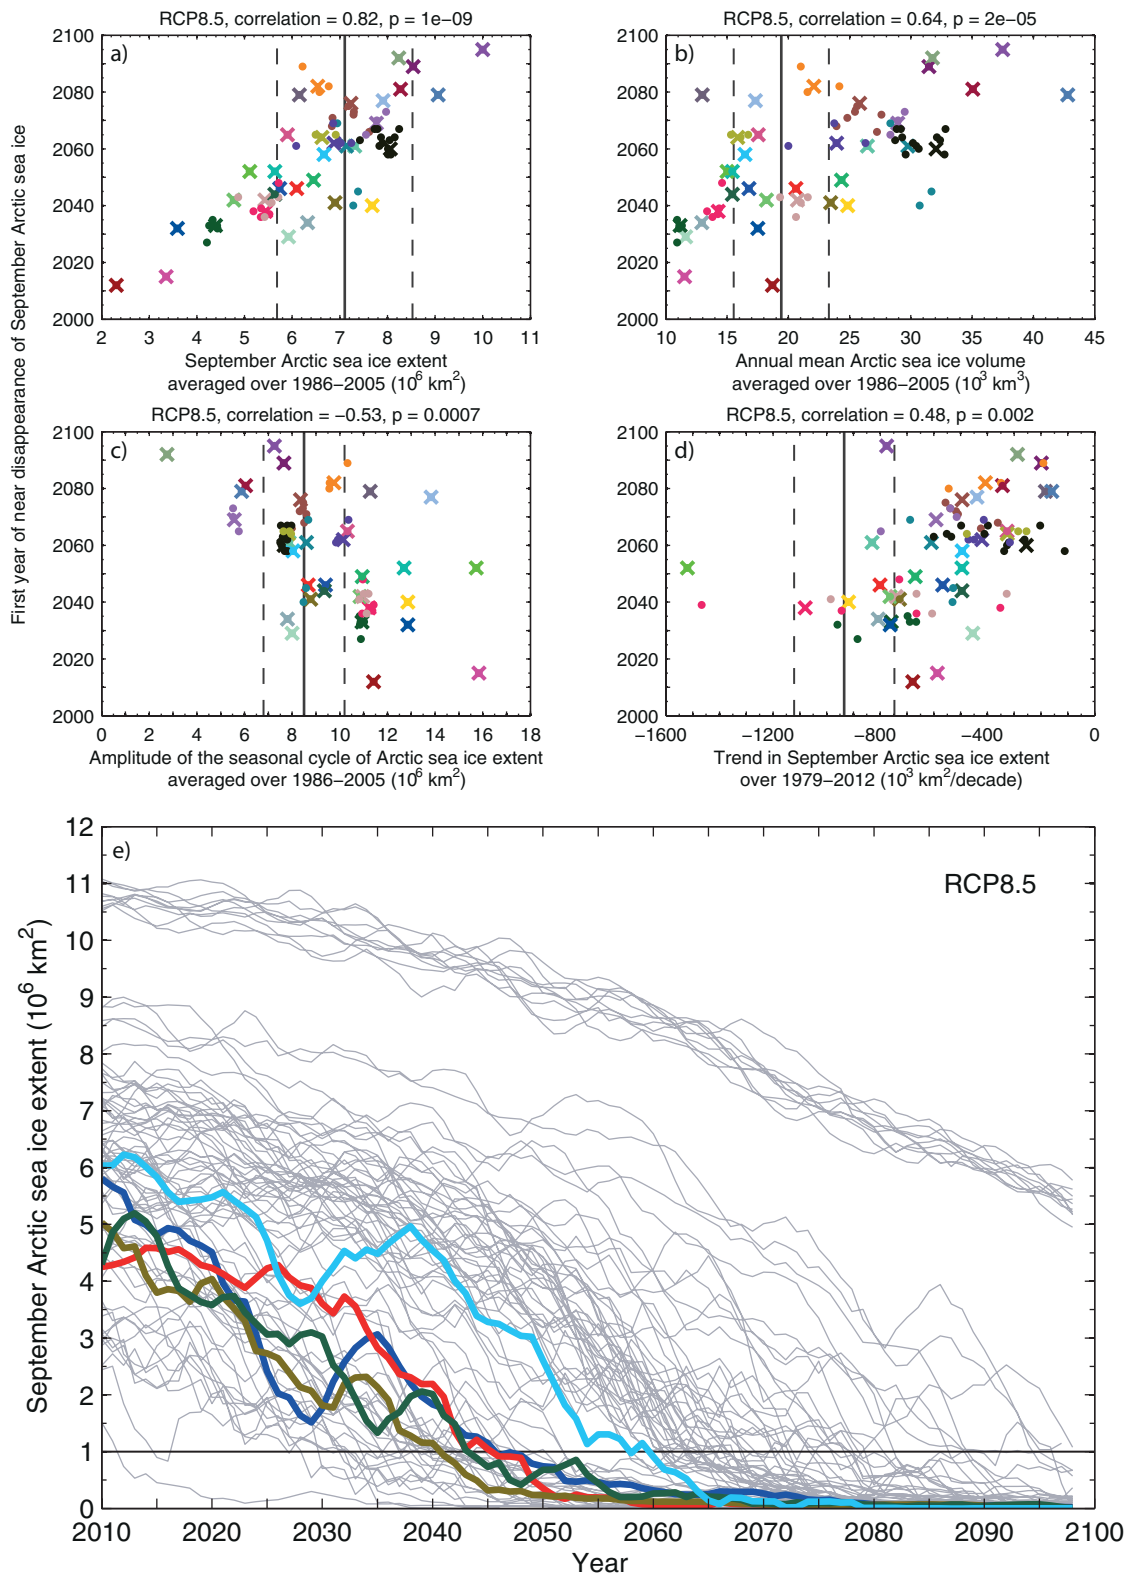 RCP8.5, correlation = 0.82, p = 1e−09
RCP8.5, correlation = 0.64, p = 2e−05
First year of near disappearance of September Arctic sea ice
a)
2100
2080
2060
2040
2020
2000
2 3 4 5 6 7 8 9 10 11
September Arctic sea ice extent
averaged over 1986−2005 (10⁶ km²)
b)
2100
2080
2060
2040
2020
2000
10 15 20 25 30 35 40 45
Annual mean Arctic sea ice volume
averaged over 1986−2005 (10³ km³)
RCP8.5, correlation = −0.53, p = 0.0007
RCP8.5, correlation = 0.48, p = 0.002
c)
2100
2080
2060
2040
2020
2000
0 2 4 6 8 10 12 14 16 18
Amplitude of the seasonal cycle of Arctic sea ice extent
averaged over 1986−2005 (10⁶ km²)
d)
2100
2080
2060
2040
2020
2000
−1600 −1200 −800 −400 0
Trend in September Arctic sea ice extent
over 1979−2012 (10³ km²/decade)
e)
RCP8.5
September Arctic sea ice extent (10⁶ km²)
12
11
10
9
8
7
6
5
4
3
2
1
0
2010 2020 2030 2040 2050 2060 2070 2080 2090 2100
Year